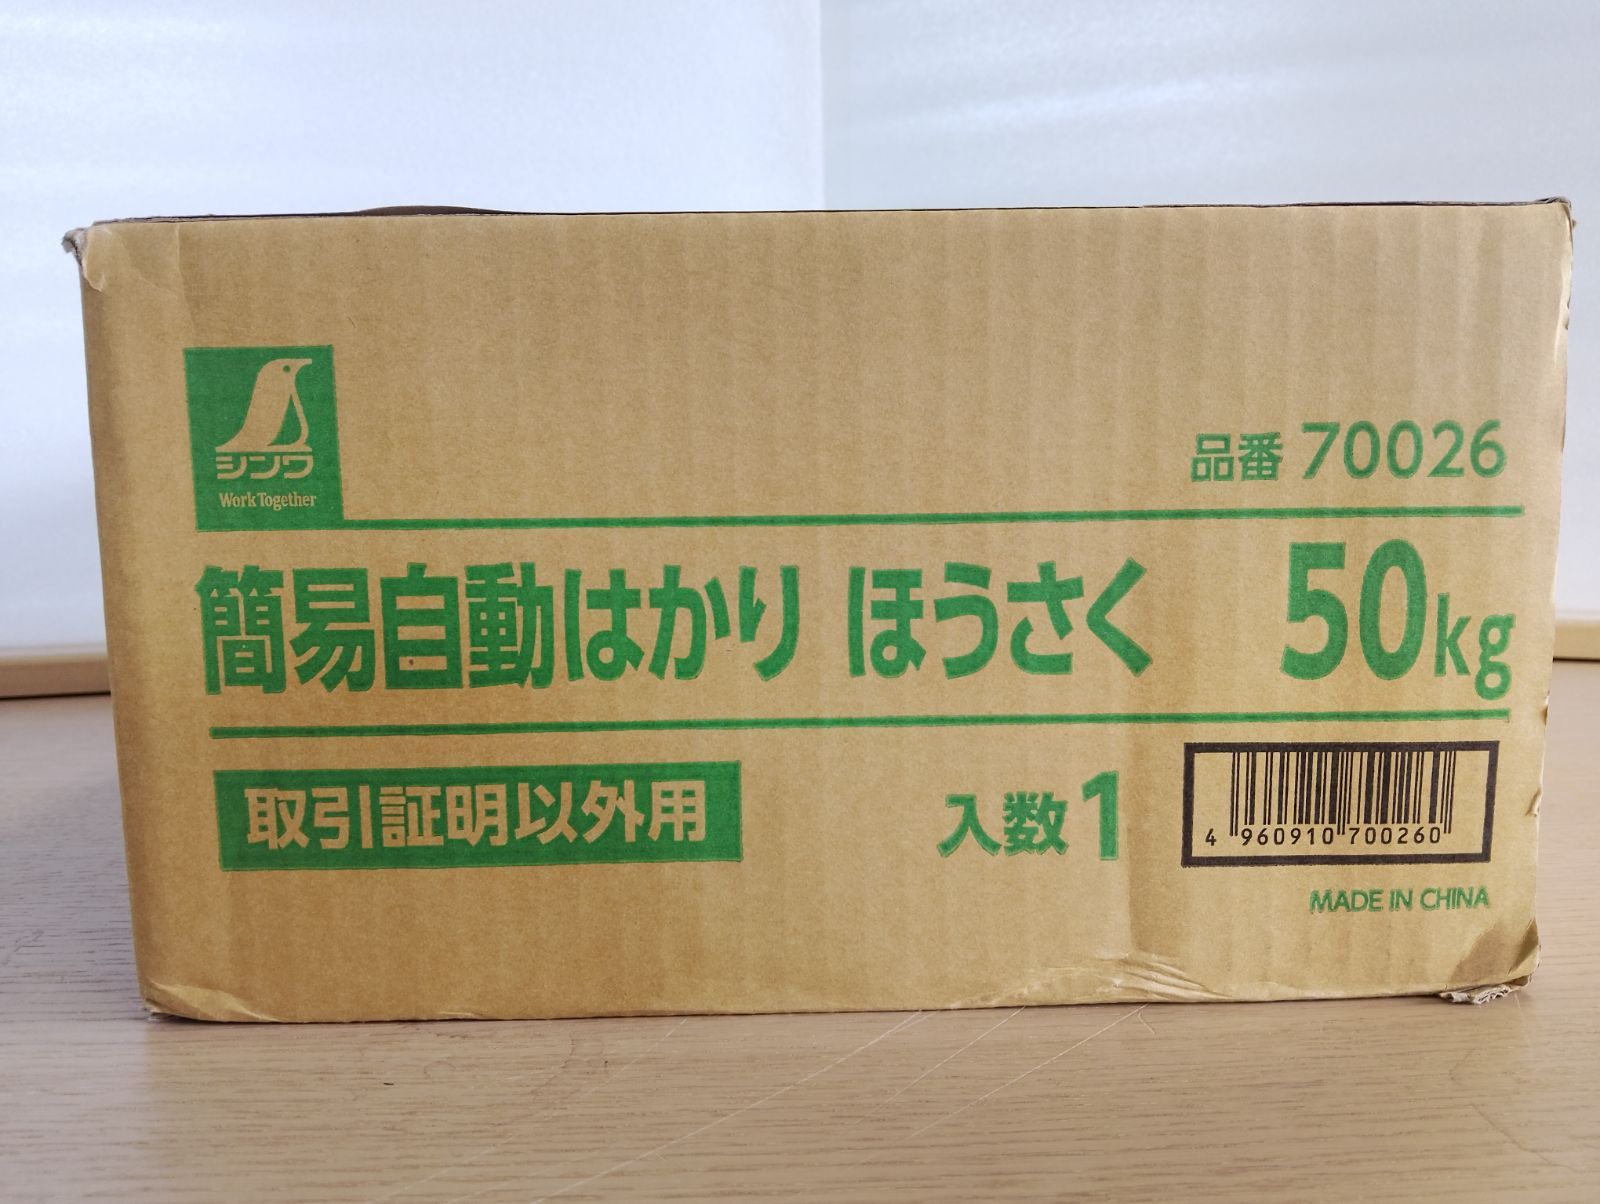 シンワ
Work Together
品番 70026
簡易自動はかり ほうさく 50kg
取引証明以外用
入数1
4 960910 700260
MADE IN CHINA